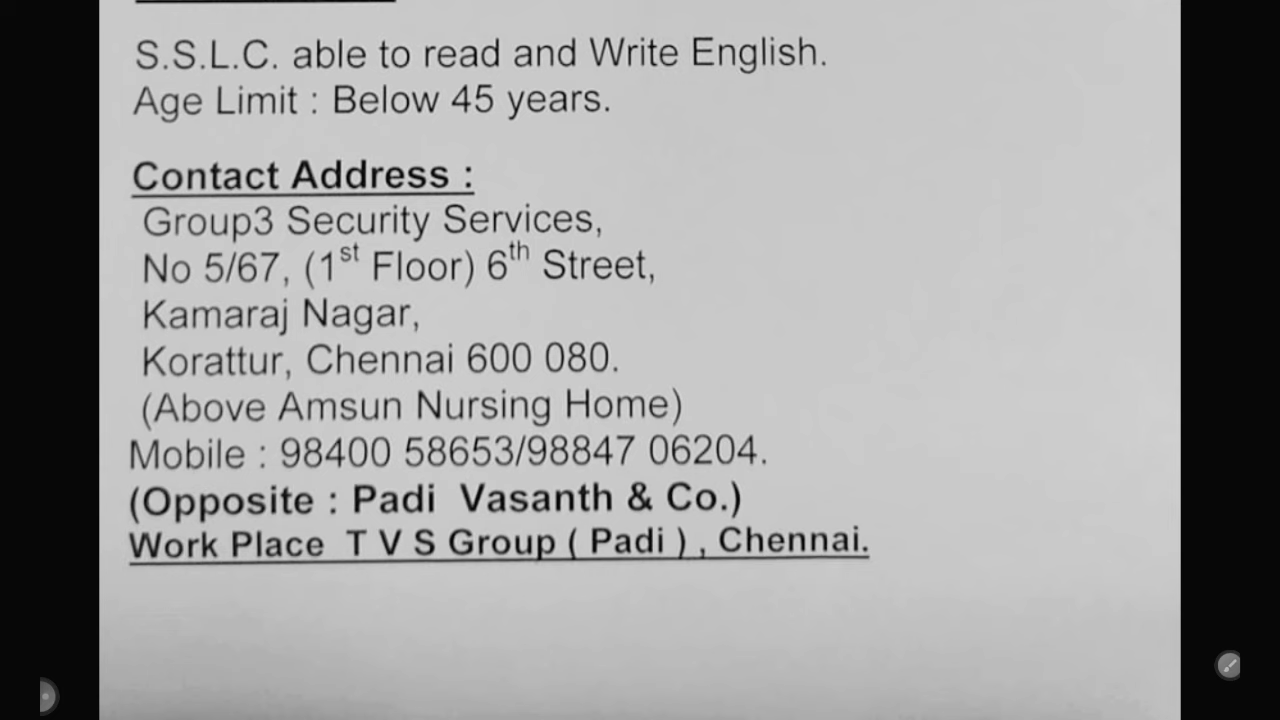 S.S.L.C. able to read and Write English.
Age Limit : Below 45 years.
Contact Address :
Group3 Security Services,
No 5/67, (1st Floor) 6th Street,
Kamaraj Nagar,
Korattur, Chennai 600 080.
(Above Amsun Nursing Home)
Mobile : 98400 58653/98847 06204.
(Opposite : Padi Vasanth & Co.)
Work Place T V S Group ( Padi ) , Chennai.